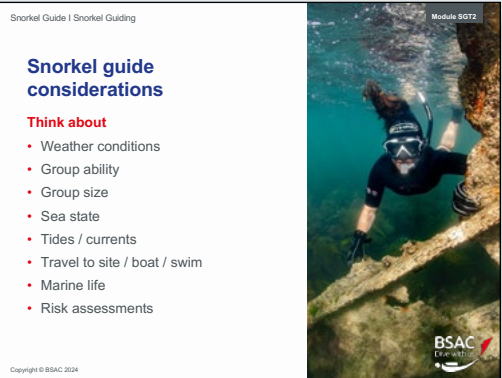 Snorkel Guide I Snorkel Guiding
Module SGT2
Snorkel guide
considerations
Think about
• Weather conditions
• Group ability
• Group size
• Sea state
• Tides / currents
• Travel to site / boat / swim
• Marine life
• Risk assessments
BSAC
Dive with us
Copyright © BSAC 2024